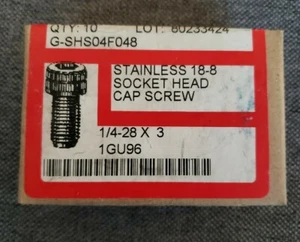 QTY: 10 LOT: 80233424
G-SHS04F048
STAINLESS 18-8
SOCKET HEAD
CAP SCREW
1/4-28 X 3
1GU96